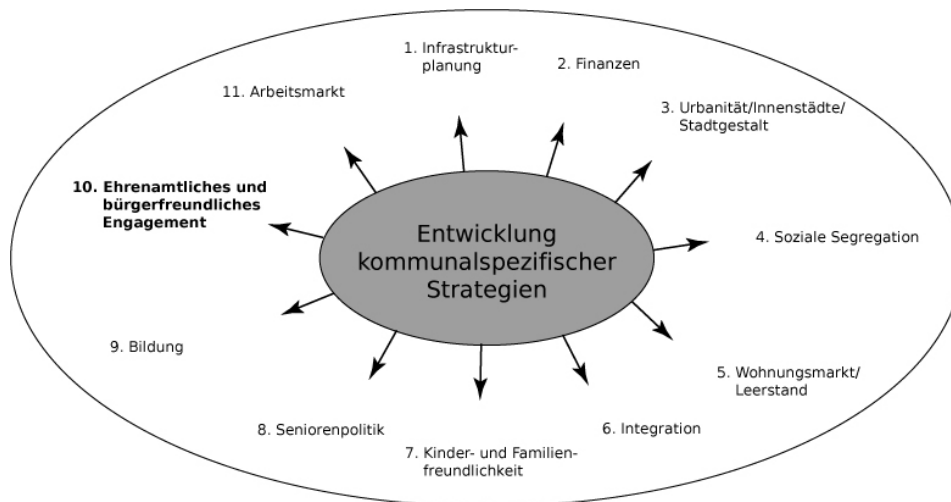 1. Infrastruktur-
planung
2. Finanzen
3. Urbanität/Innenstädte/
Stadtgestalt
4. Soziale Segregation
5. Wohnungsmarkt/
Leerstand
6. Integration
7. Kinder- und Familien-
freundlichkeit
8. Seniorenpolitik
9. Bildung
10. Ehrenamtliches und
bürgerfreundliches
Engagement
11. Arbeitsmarkt
Entwicklung
kommunalspezifischer
Strategien